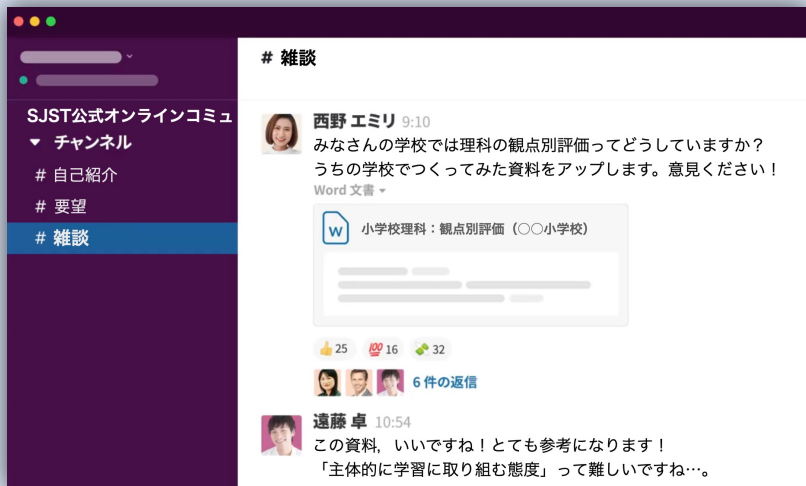 # 雑談
SJST公式オンラインコミュ
チャンネル
# 自己紹介
# 要望
# 雑談
西野 エミリ 9:10
みなさんの学校では理科の観点別評価ってどうしていますか？
うちの学校でつくってみた資料をアップします。意見ください！
Word 文書
W
小学校理科：観点別評価（○○小学校）
👍 25 💯 16 💸 32
6 件の返信
遠藤 卓 10:54
この資料，いいですね！とても参考になります！
「主体的に学習に取り組む態度」って難しいですね…。